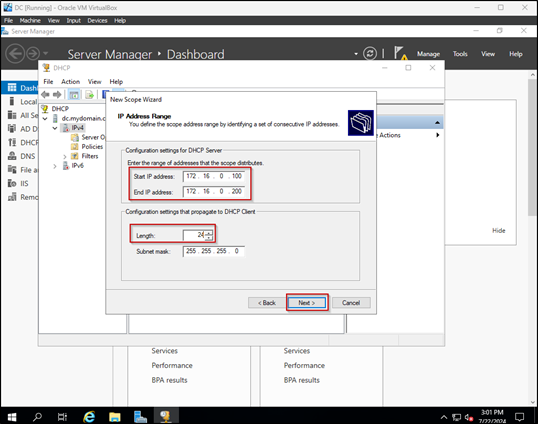 DC [Running] - Oracle VM VirtualBox
File Machine View Input Devices Help
Server Manager
Server Manager ‣ Dashboard
Manage Tools View Help
DHCP
File Action View Help
Dashb
Local
All Se
AD D
DHCP
DNS
File a
IIS
Remo
DHCP
dc.mydomain.c
IPv4
Server Op
Policies
Filters
IPv6
Actions
New Scope Wizard
IP Address Range
You define the scope address range by identifying a set of consecutive IP addresses.
Configuration settings for DHCP Server
Enter the range of addresses that the scope distributes.
Start IP address: 172 . 16 . 0 . 100
End IP address: 172 . 16 . 0 . 200
Configuration settings that propagate to DHCP Client
Length: 24
Subnet mask: 255 . 255 . 255 . 0
< Back Next > Cancel
Hide
Services Services
Performance Performance
BPA results BPA results
3:01 PM
7/22/2024